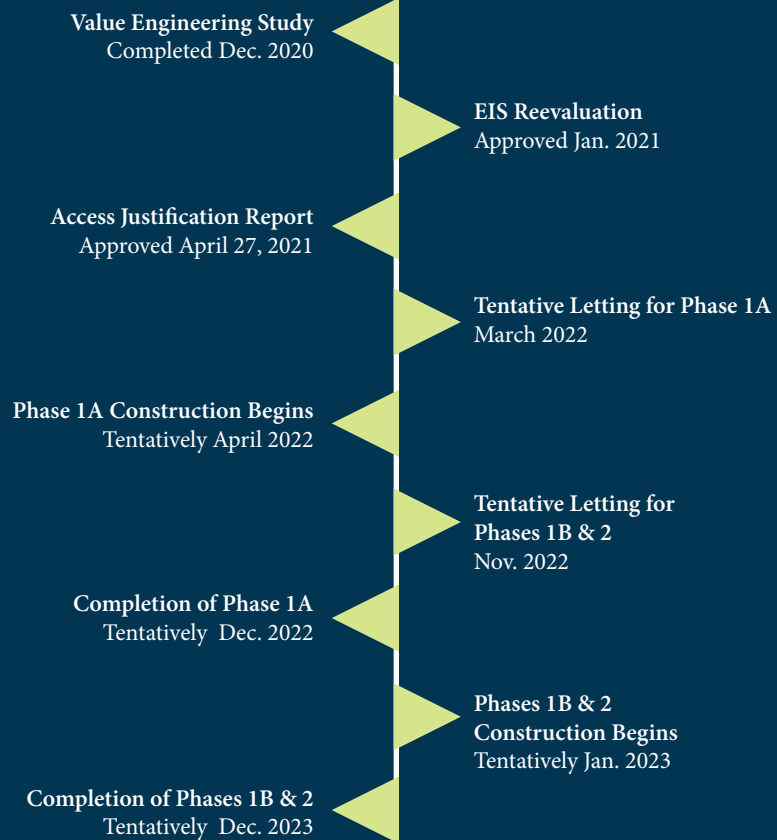 Value Engineering Study
Completed Dec. 2020
EIS Reevaluation
Approved Jan. 2021
Access Justification Report
Approved April 27, 2021
Tentative Letting for Phase 1A
March 2022
Phase 1A Construction Begins
Tentatively April 2022
Tentative Letting for
Phases 1B & 2
Nov. 2022
Completion of Phase 1A
Tentatively Dec. 2022
Phases 1B & 2
Construction Begins
Tentatively Jan. 2023
Completion of Phases 1B & 2
Tentatively Dec. 2023